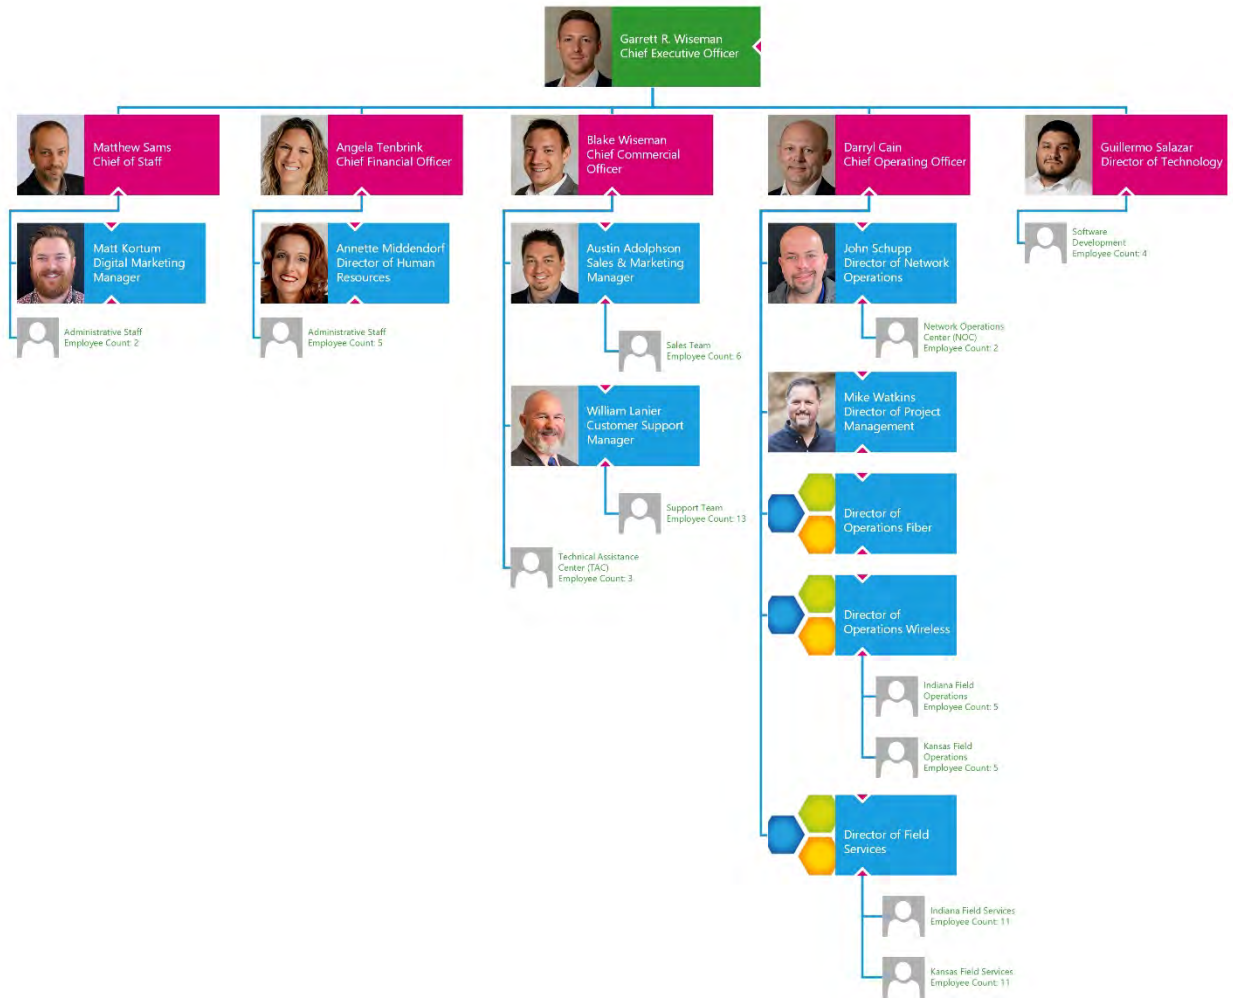 Garrett R. Wiseman
Chief Executive Officer
Matthew Sams
Chief of Staff
Angela Tenbrink
Chief Financial Officer
Blake Wiseman
Chief Commercial
Officer
Darryl Cain
Chief Operating Officer
Guillermo Salazar
Director of Technology
Matt Kortum
Digital Marketing
Manager
Administrative Staff
Employee Count: 2
Annette Middendorf
Director of Human
Resources
Administrative Staff
Employee Count: 5
Austin Adolphson
Sales & Marketing
Manager
Sales Team
Employee Count: 6
William Lanier
Customer Support
Manager
Support Team
Employee Count: 13
Technical Assistance
Center (TAC)
Employee Count: 3
John Schupp
Director of Network
Operations
Network Operations
Center (NOC)
Employee Count: 2
Mike Watkins
Director of Project
Management
Director of
Operations Fiber
Director of
Operations Wireless
Indiana Field
Operations
Employee Count: 5
Kansas Field
Operations
Employee Count: 5
Director of Field
Services
Indiana Field Services
Employee Count: 11
Kansas Field Services
Employee Count: 11
Software
Development
Employee Count: 4